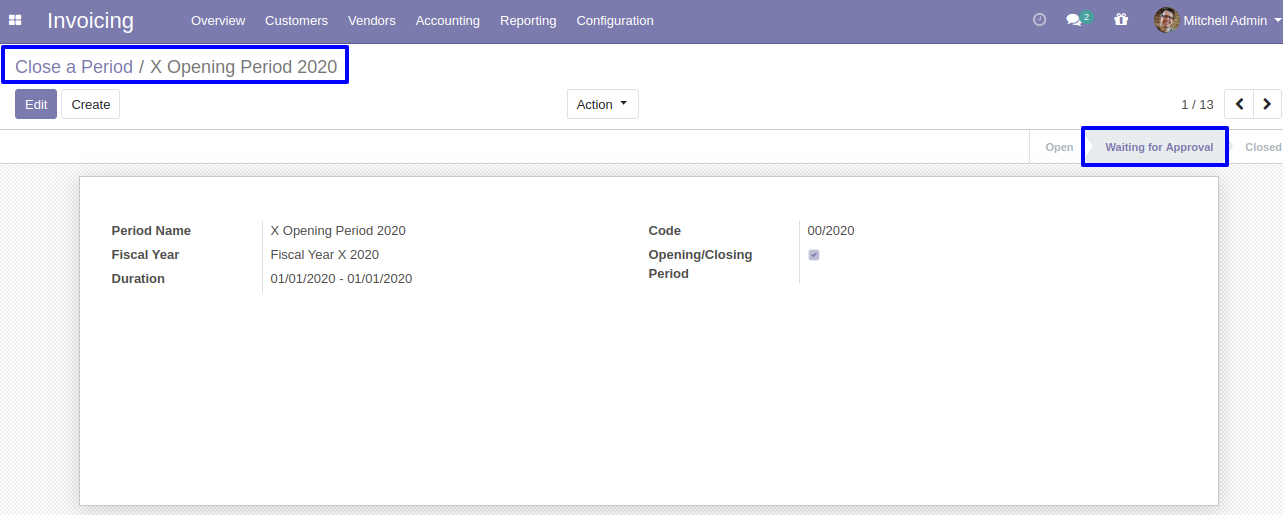 Invoicing Overview Customers Vendors Accounting Reporting Configuration 2 Mitchell Admin
Close a Period / X Opening Period 2020
Edit Create Action 1 / 13
Open Waiting for Approval Closed
Period Name X Opening Period 2020 Code 00/2020
Fiscal Year Fiscal Year X 2020 Opening/Closing
Period
Duration 01/01/2020 - 01/01/2020